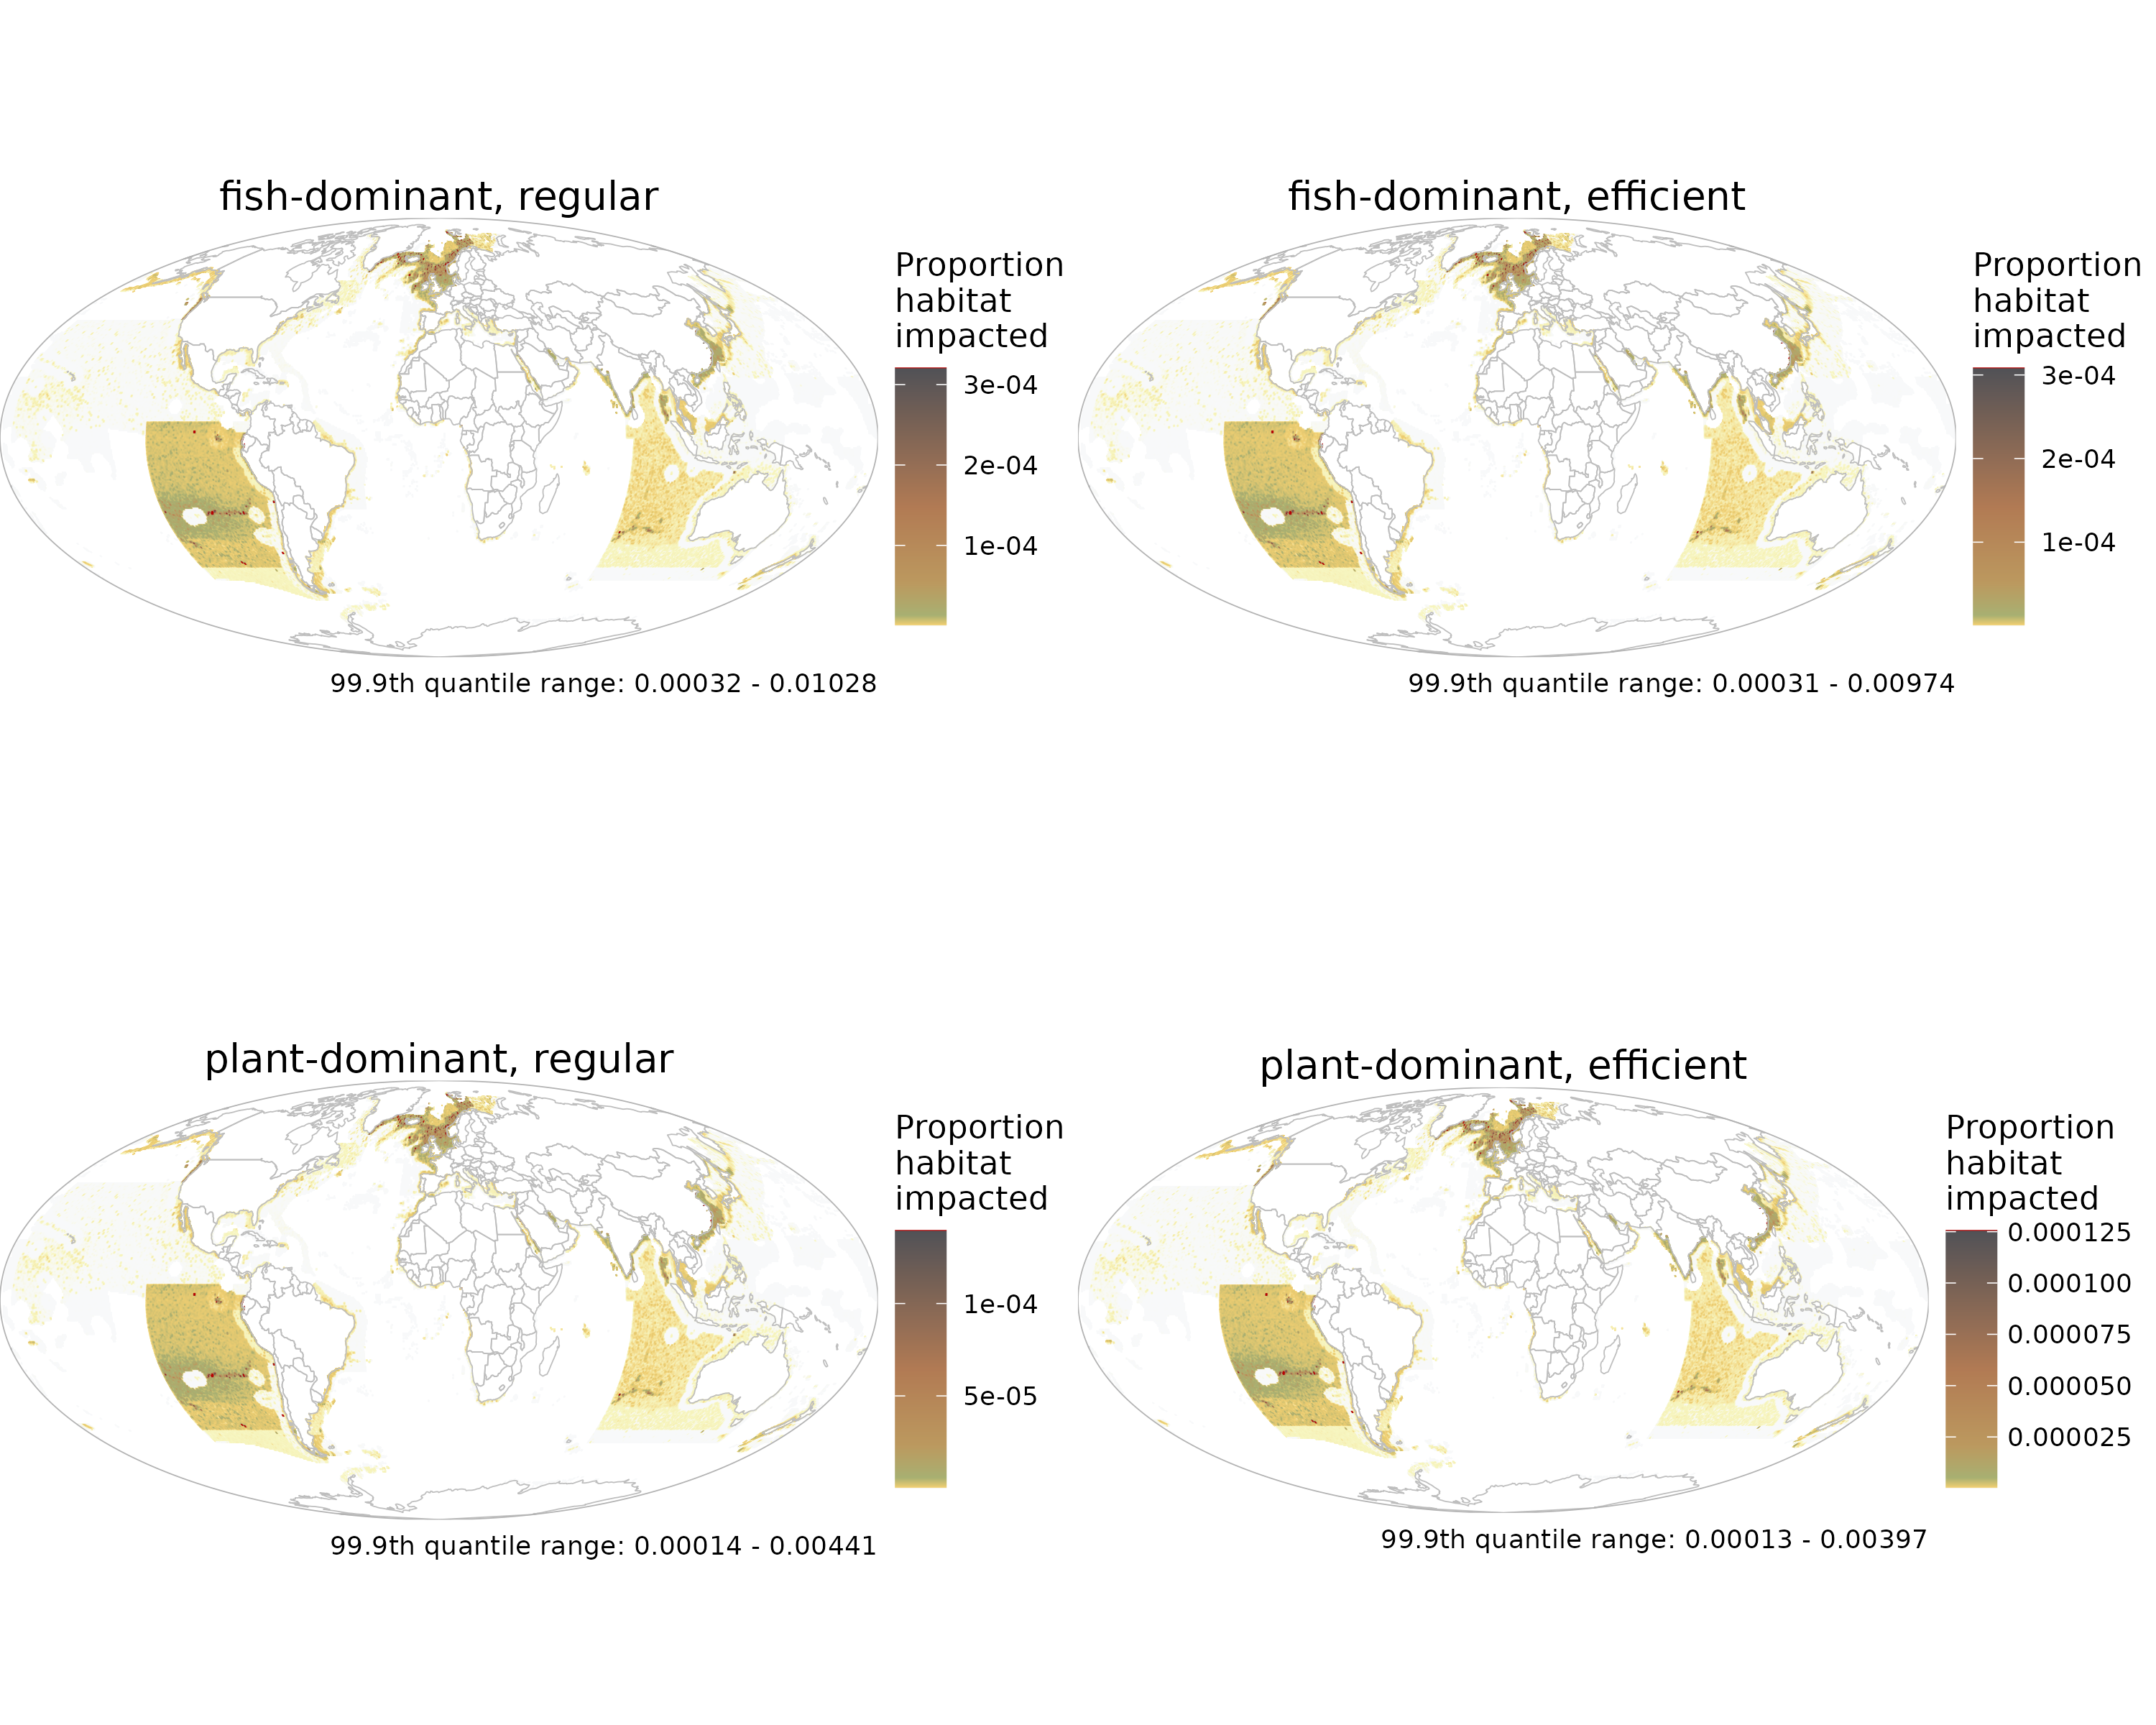 fish-dominant, regular
Proportion
habitat
impacted
3e-04
2e-04
1e-04
99.9th quantile range: 0.00032 - 0.01028
fish-dominant, efficient
Proportion
habitat
impacted
3e-04
2e-04
1e-04
99.9th quantile range: 0.00031 - 0.00974
plant-dominant, regular
Proportion
habitat
impacted
1e-04
5e-05
99.9th quantile range: 0.00014 - 0.00441
plant-dominant, efficient
Proportion
habitat
impacted
0.000125
0.000100
0.000075
0.000050
0.000025
99.9th quantile range: 0.00013 - 0.00397